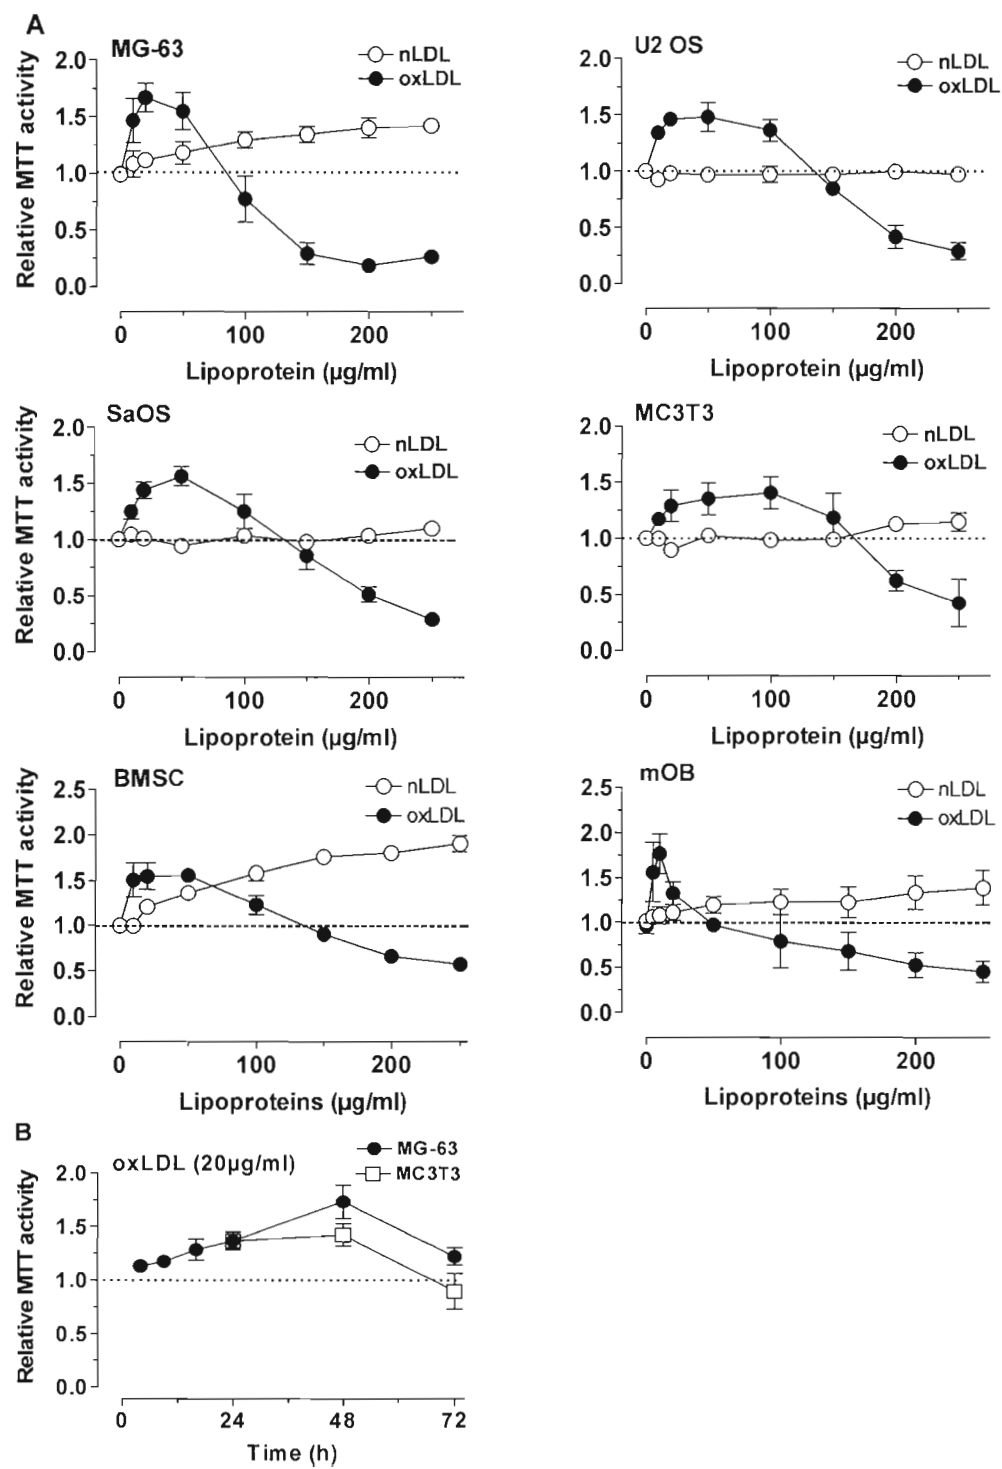 A
MG-63
nLDL
oxLDL
Relative MTT activity
2.0
1.5
1.0
0.5
0.0
0 100 200
Lipoprotein (µg/ml)
U2 OS
nLDL
oxLDL
2.0
1.5
1.0
0.5
0.0
0 100 200
Lipoprotein (µg/ml)
SaOS
nLDL
oxLDL
Relative MTT activity
2.0
1.5
1.0
0.5
0.0
0 100 200
Lipoprotein (µg/ml)
MC3T3
nLDL
oxLDL
2.0
1.5
1.0
0.5
0.0
0 100 200
Lipoprotein (µg/ml)
BMSC
nLDL
oxLDL
Relative MTT activity
2.5
2.0
1.5
1.0
0.5
0.0
0 100 200
Lipoproteins (µg/ml)
mOB
nLDL
oxLDL
2.5
2.0
1.5
1.0
0.5
0.0
0 100 200
Lipoproteins (µg/ml)
B
oxLDL (20µg/ml)
MG-63
MC3T3
Relative MTT activity
2.0
1.5
1.0
0.5
0.0
0 24 48 72
Time (h)